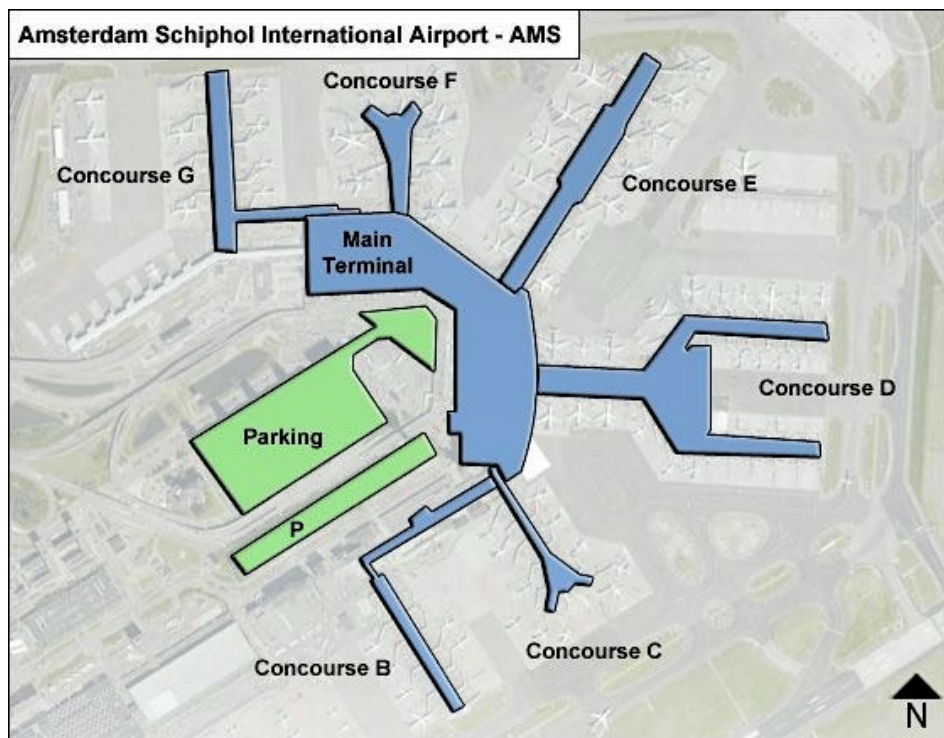 Amsterdam Schiphol International Airport - AMS
Concourse F
Concourse G
Concourse E
Main
Terminal
Concourse D
Parking
P
Concourse C
Concourse B
N